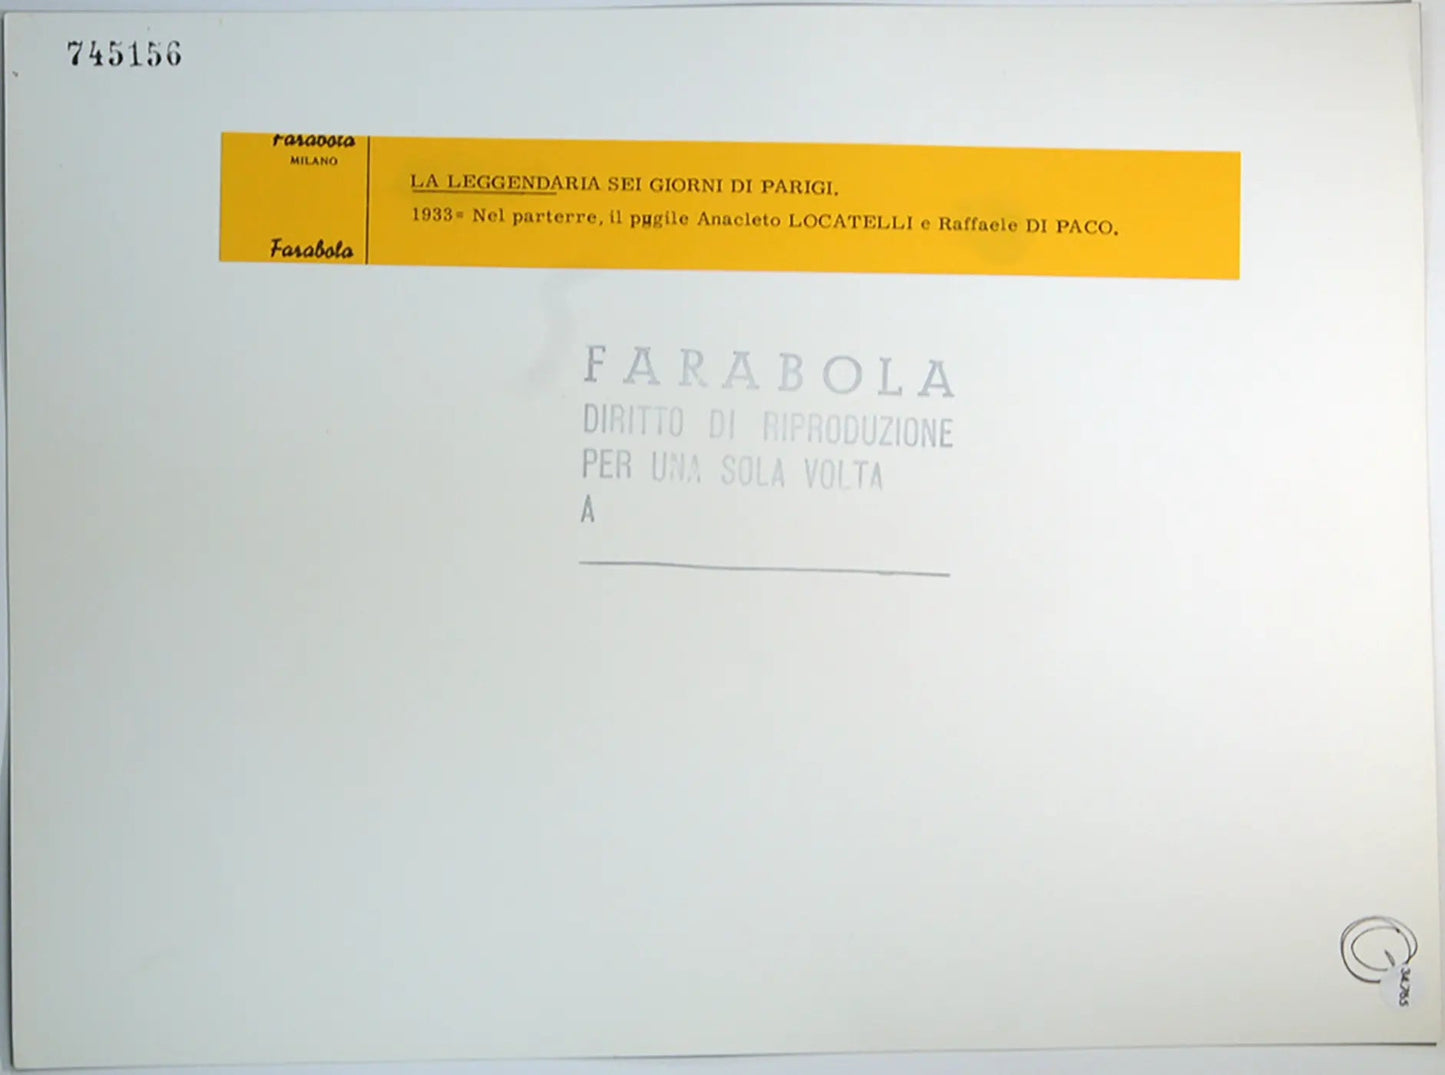 745156
Farabola
MILANO
LA LEGGENDARIA SEI GIORNI DI PARIGI.
1933= Nel parterre, il pugile Anacleto LOCATELLI e Raffaele DI PACO.
Farabola
FARABOLA
DIRITTO DI RIPRODUZIONE
PER UNA SOLA VOLTA
A